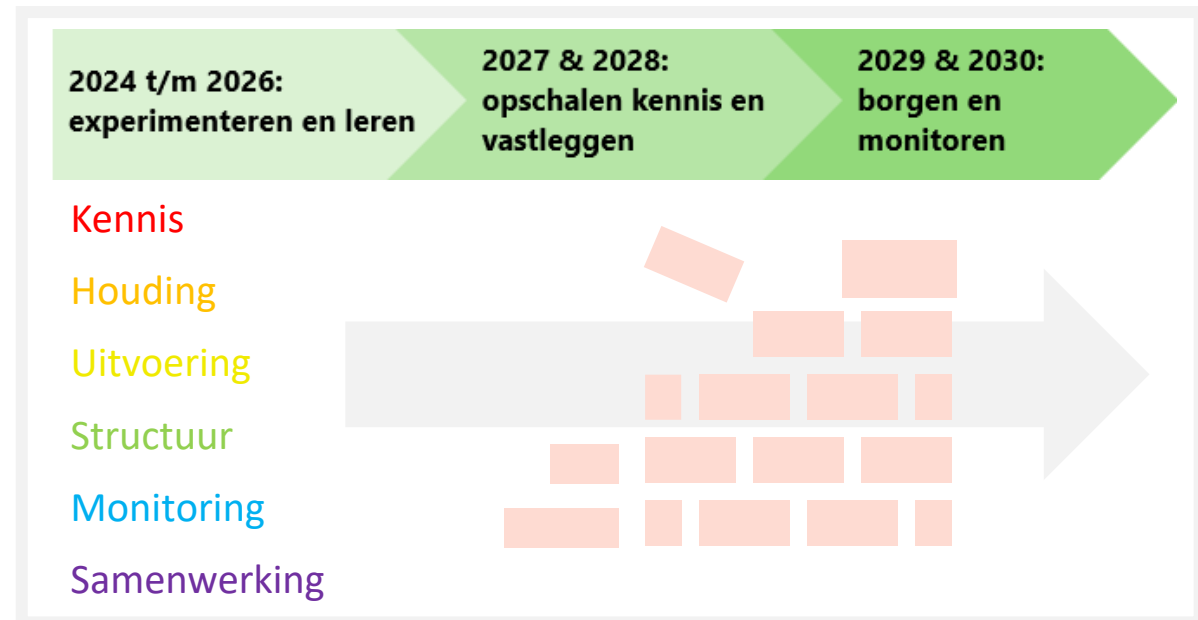 2024 t/m 2026:
experimenteren en leren
2027 & 2028:
opschalen kennis en
vastleggen
2029 & 2030:
borgen en
monitoren
Kennis
Houding
Uitvoering
Structuur
Monitoring
Samenwerking